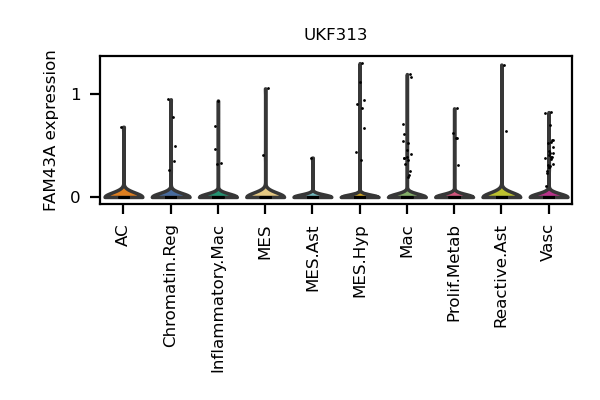 UKF313
FAM43A expression
1
0
AC
Chromatin.Reg
Inflammatory.Mac
MES
MES.Ast
MES.Hyp
Mac
Prolif.Metab
Reactive.Ast
Vasc